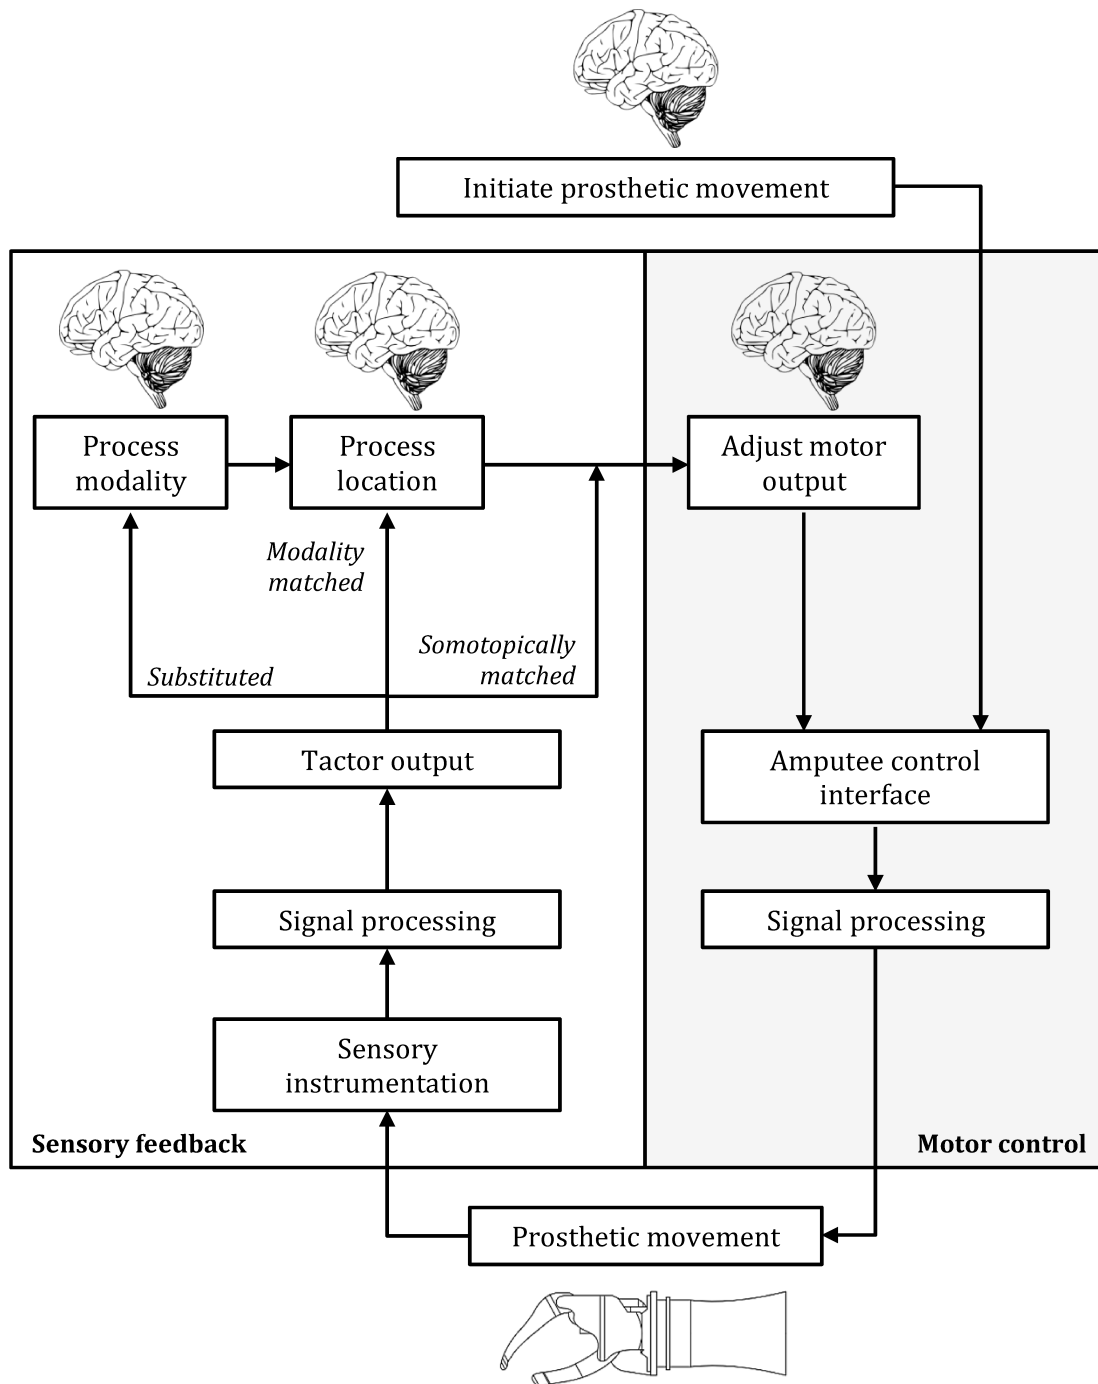 Initiate prosthetic movement
Process
modality
Process
location
Adjust motor
output
Modality
matched
Somotopically
matched
Substituted
Tactor output
Amputee control
interface
Signal processing
Signal processing
Sensory
instrumentation
Sensory feedback
Motor control
Prosthetic movement